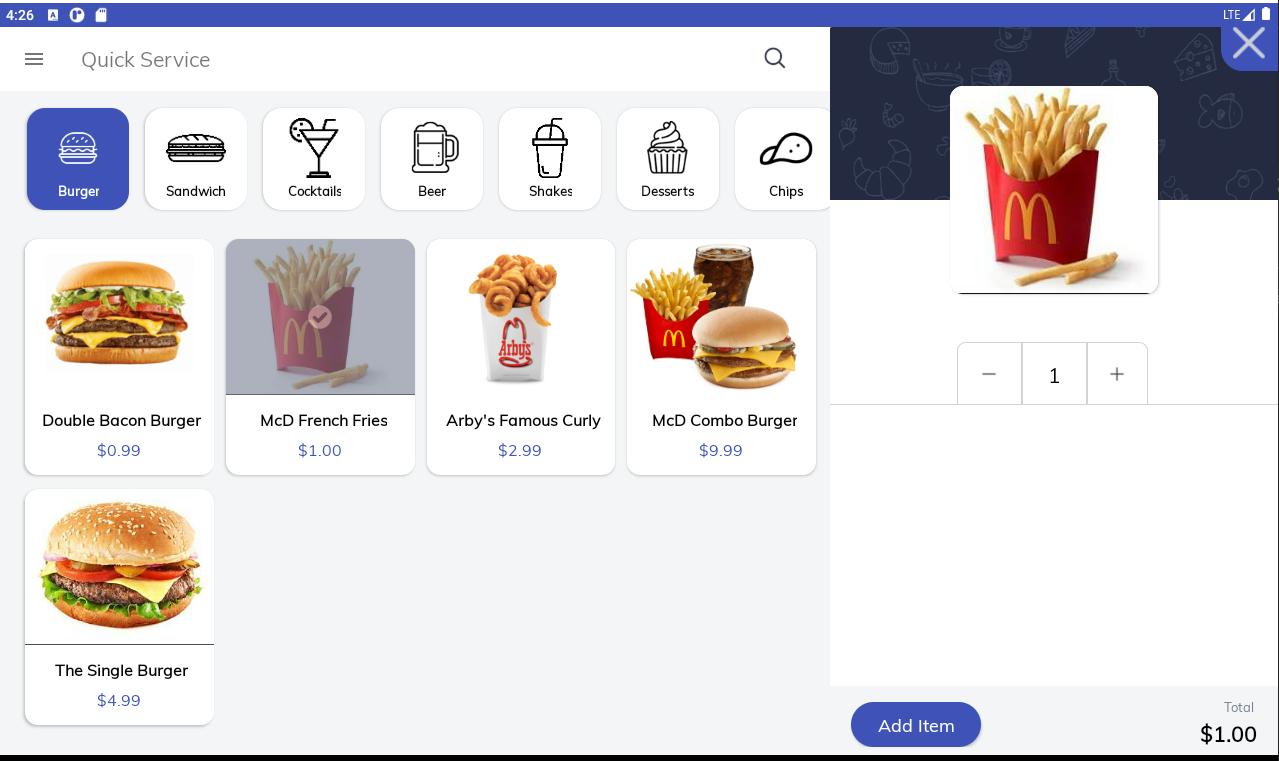 4:26
LTE
Quick Service
Burger
Sandwich
Cocktails
Beer
Shakes
Desserts
Chips
Arby's
Double Bacon Burger
McD French Fries
Arby's Famous Curly
McD Combo Burger
$0.99
$1.00
$2.99
$9.99
The Single Burger
$4.99
1
Add Item
Total
$1.00